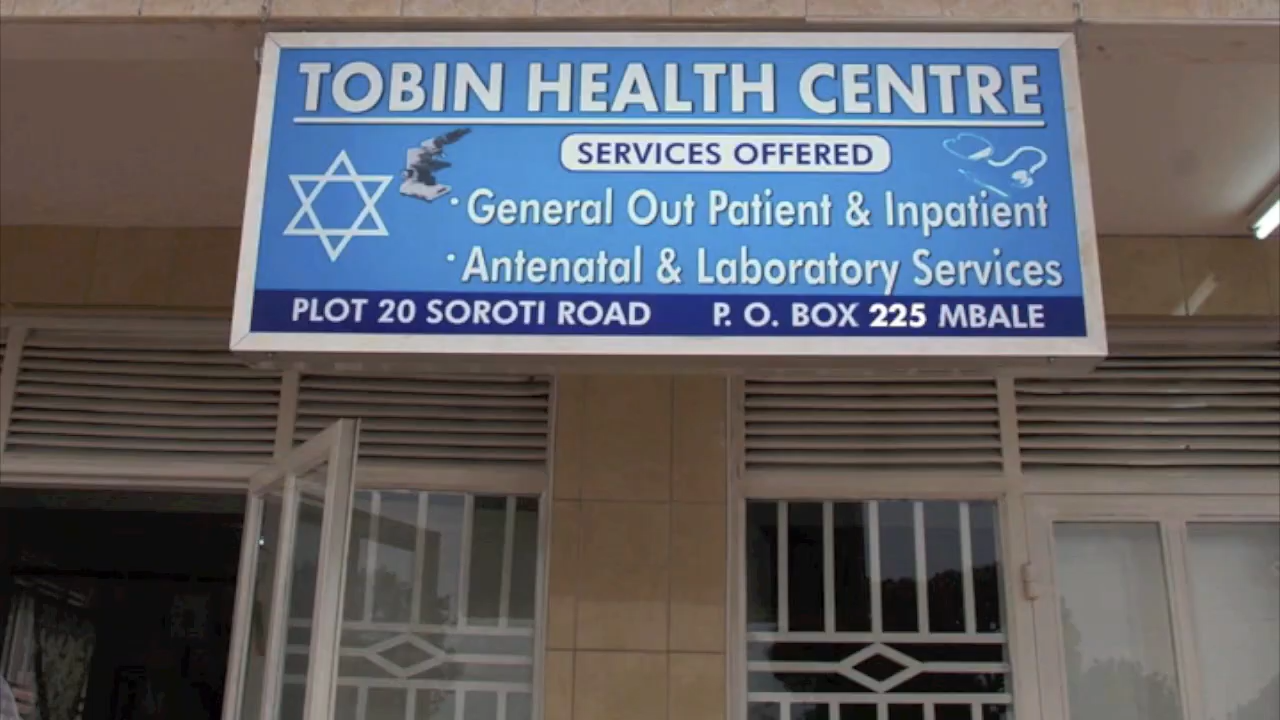 TOBIN HEALTH CENTRE
SERVICES OFFERED
· General Out Patient & Inpatient
· Antenatal & Laboratory Services
PLOT 20 SOROTI ROAD P. O. BOX 225 MBALE